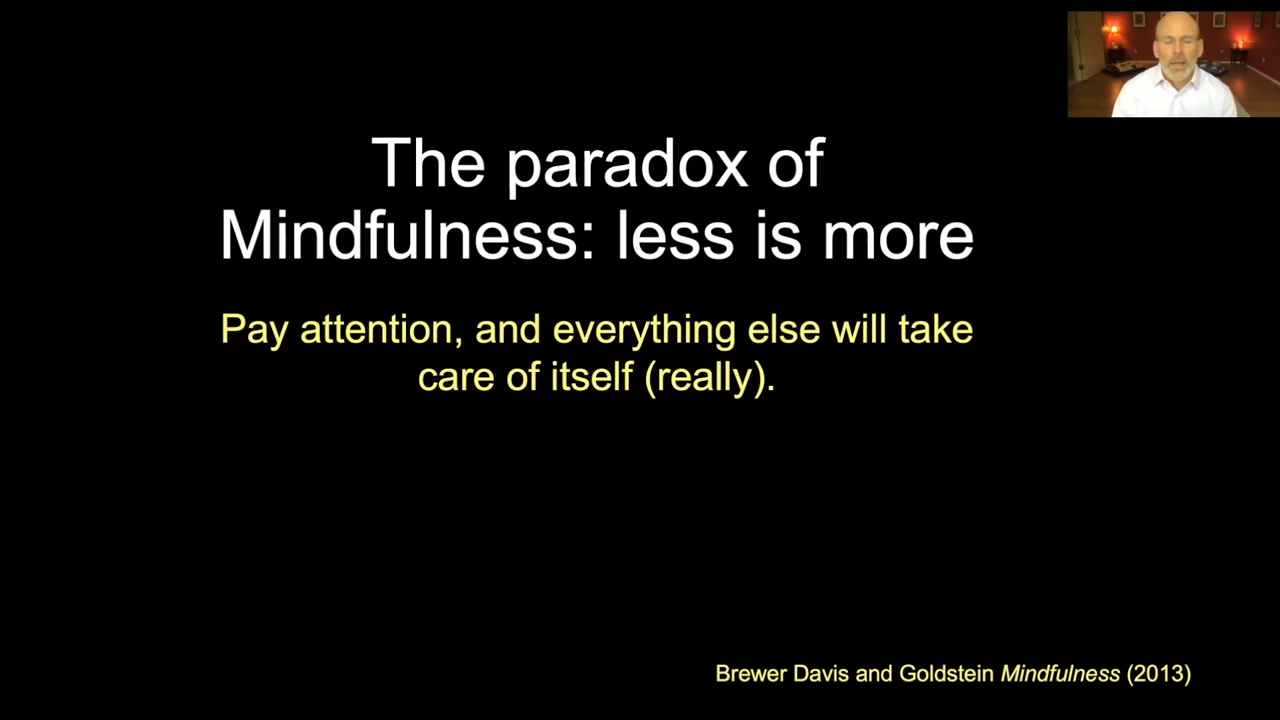 The paradox of
Mindfulness: less is more
Pay attention, and everything else will take
care of itself (really).
Brewer Davis and Goldstein Mindfulness (2013)